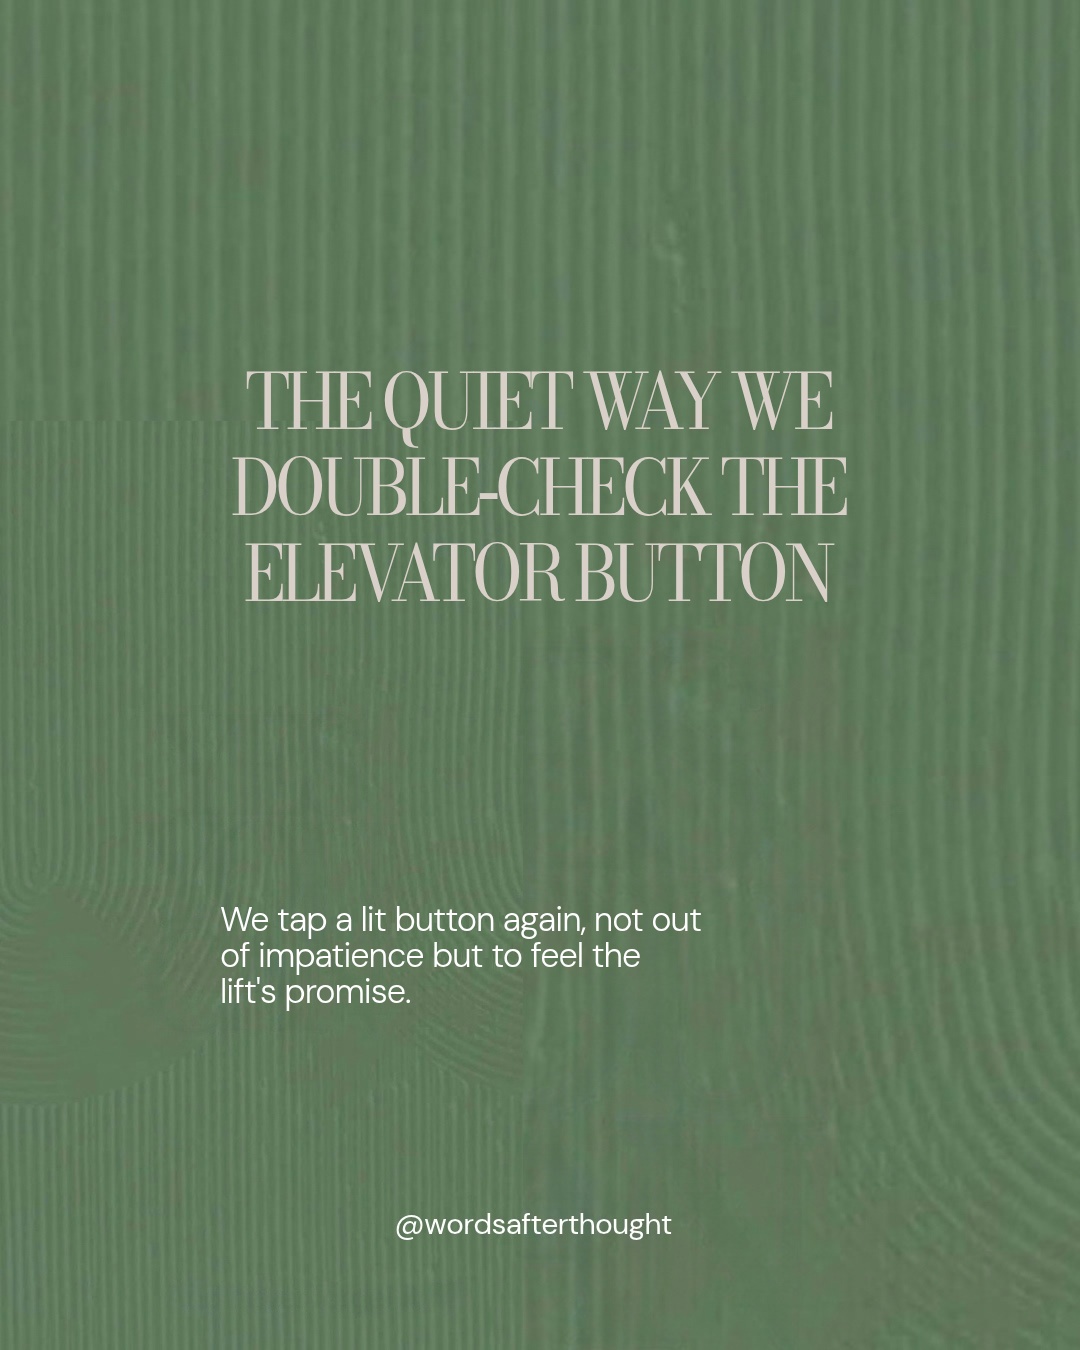 THE QUIET WAY WE
DOUBLE-CHECK THE
ELEVATOR BUTTON
We tap a lit button again, not out
of impatience but to feel the
lift's promise.
@wordsafterthought